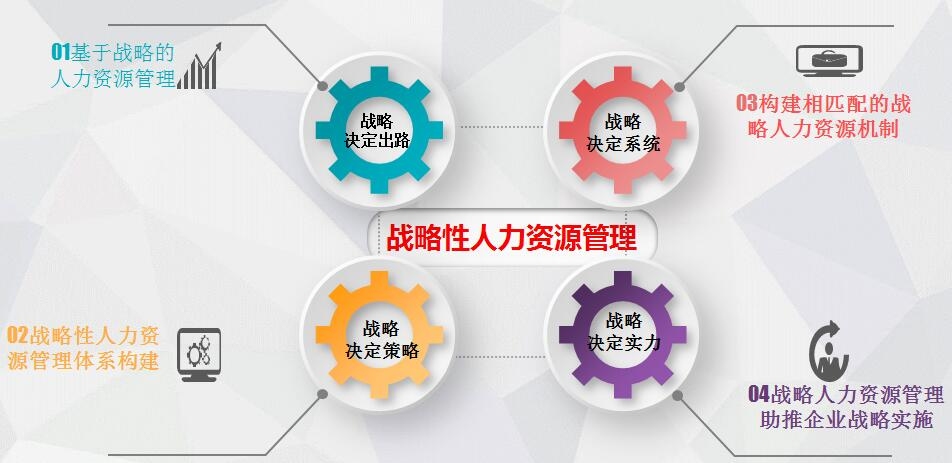 01基于战略的
人力资源管理
战略
决定出路
战略
决定系统
03构建相匹配的战
略人力资源机制
战略性人力资源管理
02战略性人力资
源管理体系构建
战略
决定策略
战略
决定实力
04战略人力资源管理
助推企业战略实施